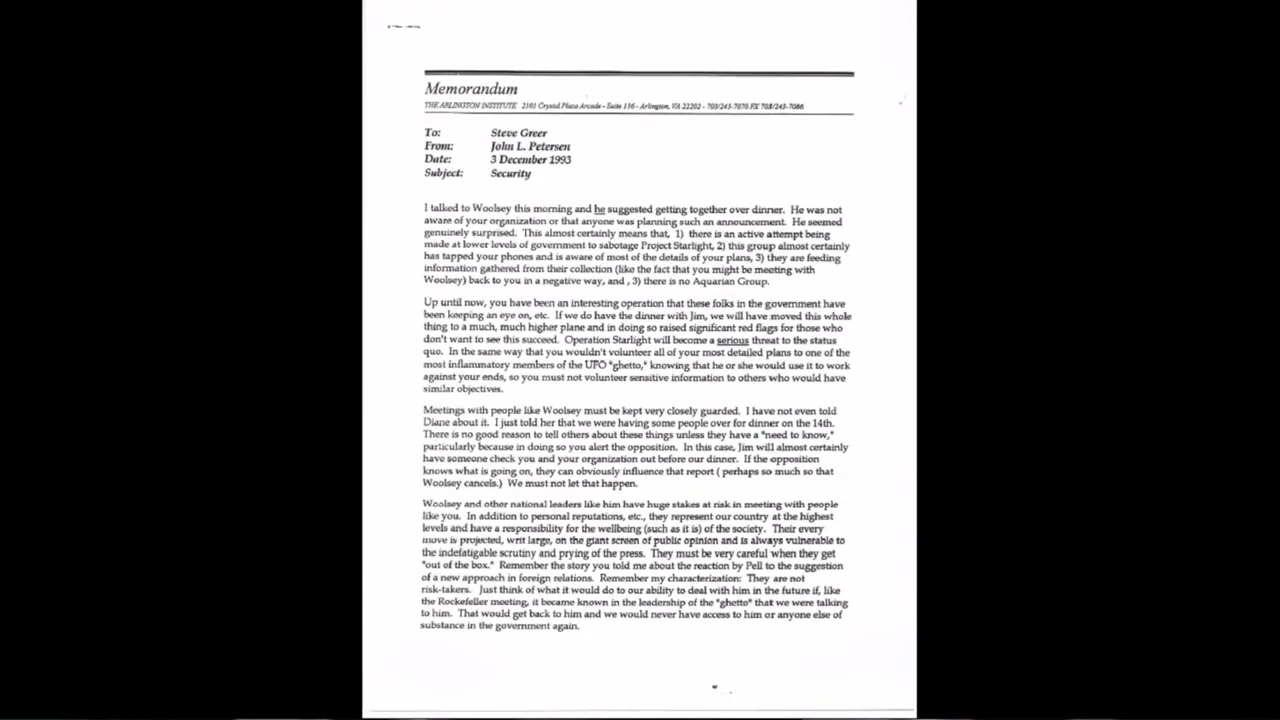 Memorandum
THE ARLINGTON INSTITUTE 2101 Crystal Plaza Arcade - Suite 136 - Arlington, VA 22202 - 703/243-7070 FX 703/243-7086
To: Steve Greer
From: John L. Petersen
Date: 3 December 1993
Subject: Security
I talked to Woolsey this morning and he suggested getting together over dinner. He was not
aware of your organization or that anyone was planning such an announcement. He seemed
genuinely surprised. This almost certainly means that, 1) there is an active attempt being
made at lower levels of government to sabotage Project Starlight, 2) this group almost certainly
has tapped your phones and is aware of most of the details of your plans, 3) they are feeding
information gathered from their collection (like the fact that you might be meeting with
Woolsey) back to you in a negative way, and , 3) there is no Aquarian Group.
Up until now, you have been an interesting operation that these folks in the government have
been keeping an eye on, etc. If we do have the dinner with Jim, we will have moved this whole
thing to a much, much higher plane and in doing so raised significant red flags for those who
don't want to see this succeed. Operation Starlight will become a serious threat to the status
quo. In the same way that you wouldn't volunteer all of your most detailed plans to one of the
most inflammatory members of the UFO "ghetto," knowing that he or she would use it to work
against your ends, so you must not volunteer sensitive information to others who would have
similar objectives.
Meetings with people like Woolsey must be kept very closely guarded. I have not even told
Diane about it. I just told her that we were having some people over for dinner on the 14th.
There is no good reason to tell others about these things unless they have a "need to know,"
particularly because in doing so you alert the opposition. In this case, Jim will almost certainly
have someone check you and your organization out before our dinner. If the opposition
knows what is going on, they can obviously influence that report ( perhaps so much so that
Woolsey cancels.) We must not let that happen.
Woolsey and other national leaders like him have huge stakes at risk in meeting with people
like you. In addition to personal reputations, etc., they represent our country at the highest
levels and have a responsibility for the wellbeing (such as it is) of the society. Their every
move is projected, writ large, on the giant screen of public opinion and is always vulnerable to
the indefatigable scrutiny and prying of the press. They must be very careful when they get
"out of the box." Remember the story you told me about the reaction by Pell to the suggestion
of a new approach in foreign relations. Remember my characterization: They are not
risk-takers. Just think of what it would do to our ability to deal with him in the future if, like
the Rockefeller meeting, it became known in the leadership of the "ghetto" that we were talking
to him. That would get back to him and we would never have access to him or anyone else of
substance in the government again.